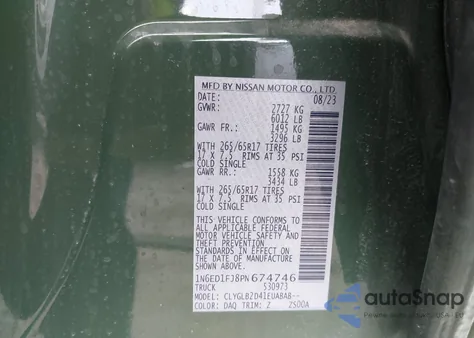 MFD BY NISSAN MOTOR CO., LTD.
DATE: 08/23
GVWR: 2727 KG
6012 LB
GAWR FR.: 1495 KG
3296 LB
WITH 265/65R17 TIRES
17 X 7.5 RIMS AT 35 PSI
COLD SINGLE
GAWR RR.: 1558 KG
3434 LB
WITH 265/65R17 TIRES
17 X 7.5 RIMS AT 35 PSI
COLD SINGLE
THIS VEHICLE CONFORMS TO
ALL APPLICABLE FEDERAL
MOTOR VEHICLE SAFETY AND
STANDARDS IN EFFECT ON
THE DATE OF MANUFACTURE
SHOWN ABOVE.
1N6ED1FJ8PN674746
TRUCK 530973
MODEL: CLYGLB2D41EUABAB--
COLOR: DAQ TRIM: Z 2S00A
autoSnap